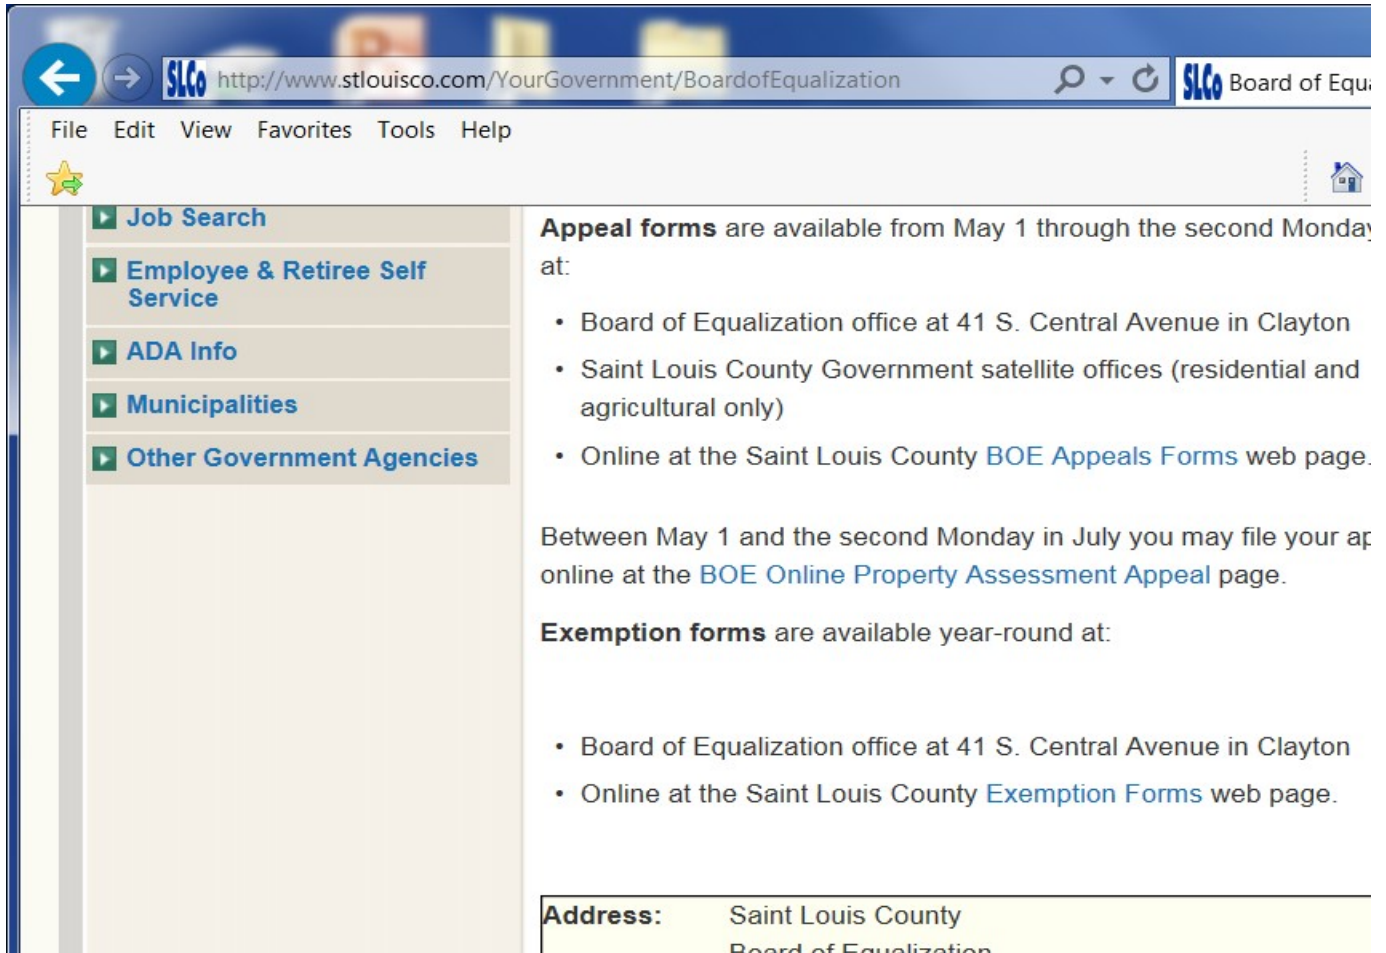 SLCo http://www.stlouisco.com/YourGovernment/BoardofEqualization
SLCo Board of Equa
File Edit View Favorites Tools Help
Job Search
Employee & Retiree Self
Service
ADA Info
Municipalities
Other Government Agencies
Appeal forms are available from May 1 through the second Monday
at:
• Board of Equalization office at 41 S. Central Avenue in Clayton
• Saint Louis County Government satellite offices (residential and
agricultural only)
• Online at the Saint Louis County BOE Appeals Forms web page.
Between May 1 and the second Monday in July you may file your ap
online at the BOE Online Property Assessment Appeal page.
Exemption forms are available year-round at:
• Board of Equalization office at 41 S. Central Avenue in Clayton
• Online at the Saint Louis County Exemption Forms web page.
Address: Saint Louis County
Board of Equalization